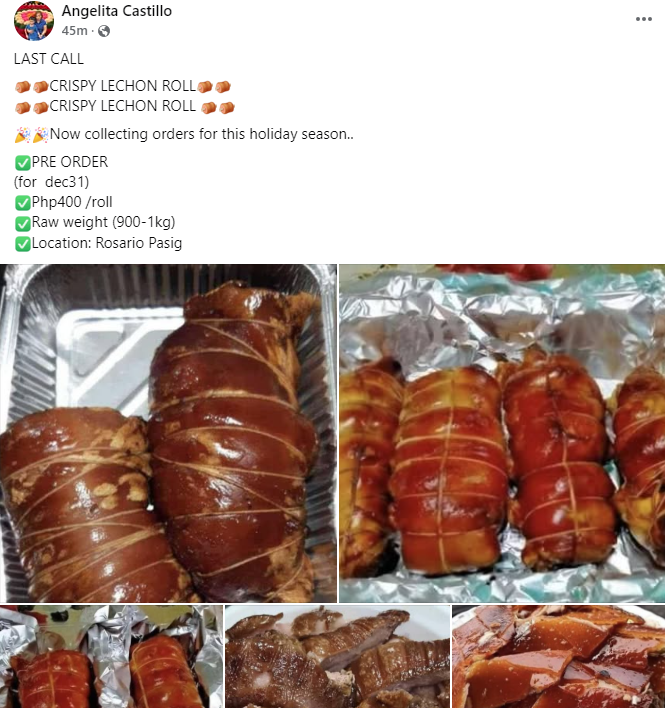 Angelita Castillo
45m ·
LAST CALL
CRISPY LECHON ROLL
CRISPY LECHON ROLL
🎉🎉Now collecting orders for this holiday season..
✅PRE ORDER
(for dec31)
✅Php400 /roll
✅Raw weight (900-1kg)
✅Location: Rosario Pasig